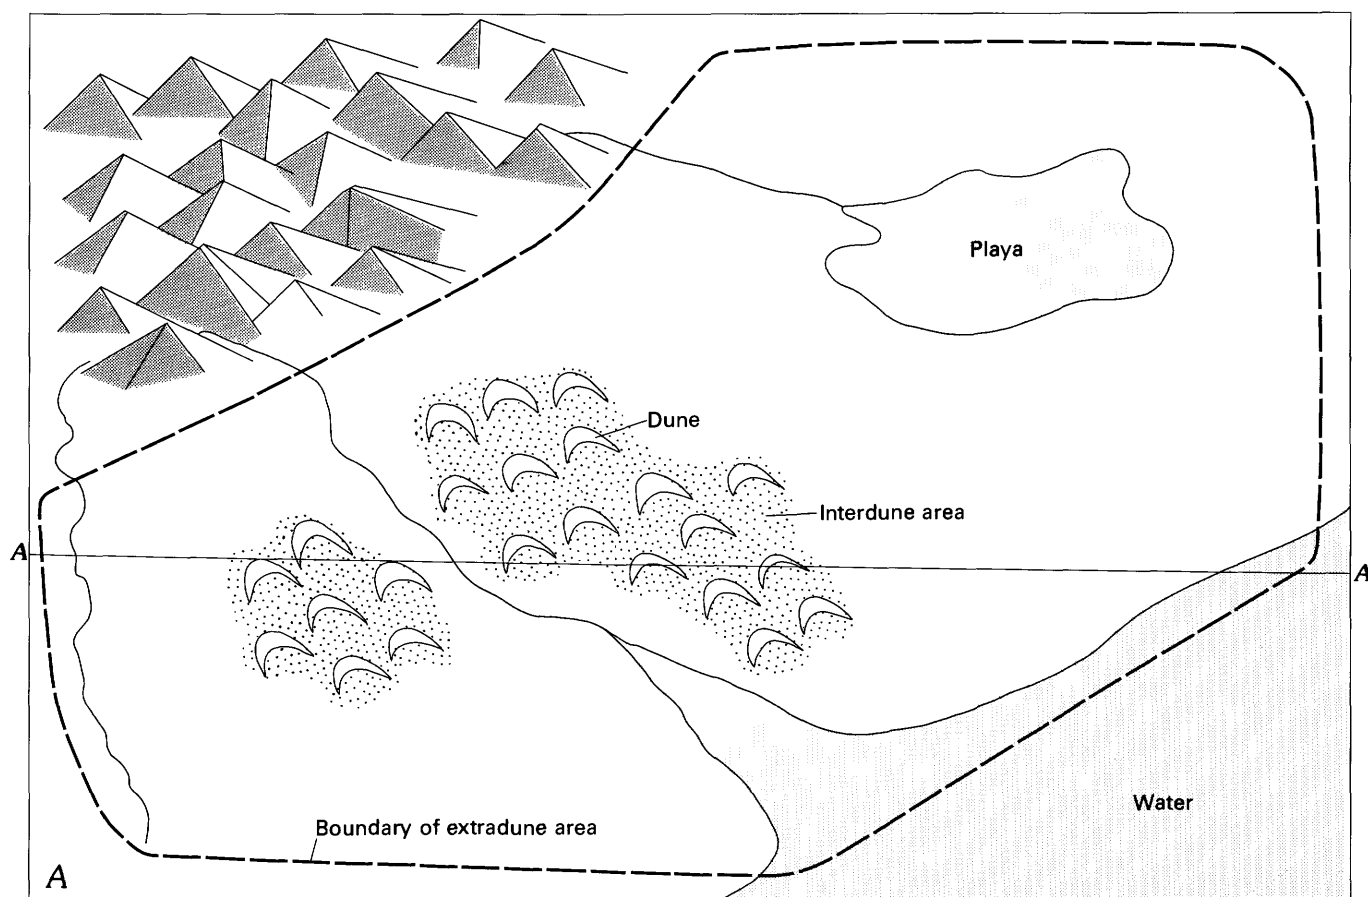 Playa
Dune
Interdune area
A
A
Water
Boundary of extradune area
A